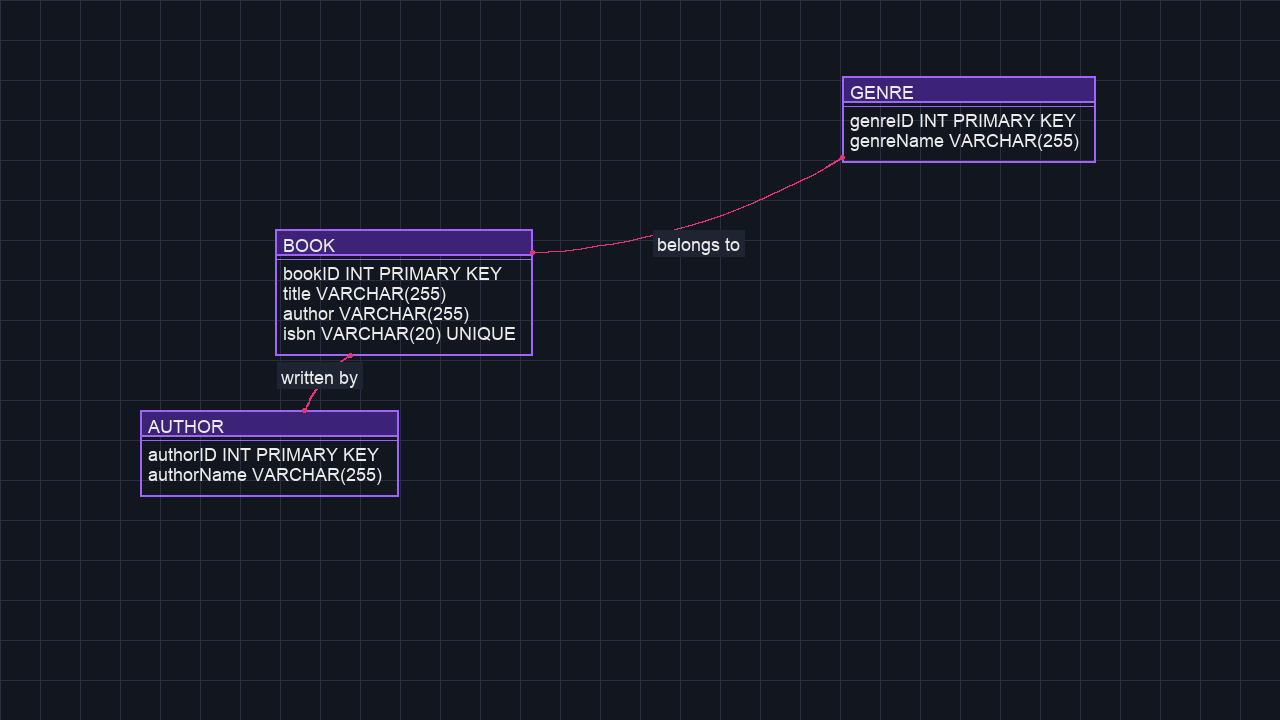 GENRE
genreID INT PRIMARY KEY
genreName VARCHAR(255)
belongs to
BOOK
bookID INT PRIMARY KEY
title VARCHAR(255)
author VARCHAR(255)
isbn VARCHAR(20) UNIQUE
written by
AUTHOR
authorID INT PRIMARY KEY
authorName VARCHAR(255)